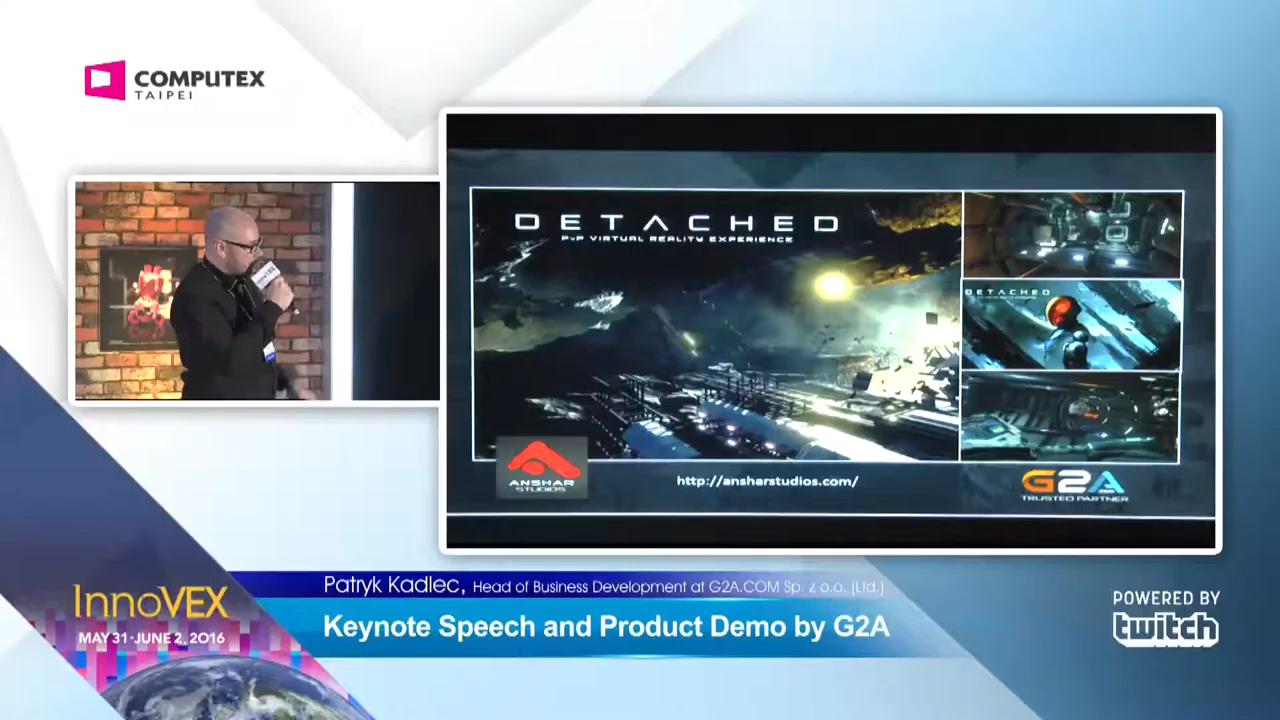 COMPUTEX
TAIPEI
DETACHED
PVP VIRTUAL REALITY EXPERIENCE
DETACHED
ANSHAR
STUDIOS
http://ansharstudios.com/
G2A
TRUSTED PARTNER
Patryk Kadlec, Head of Business Development at G2A.COM Sp. z o.o. (Ltd.)
Keynote Speech and Product Demo by G2A
InnoVEX
MAY 31-JUNE 2, 2016
POWERED BY
twitch